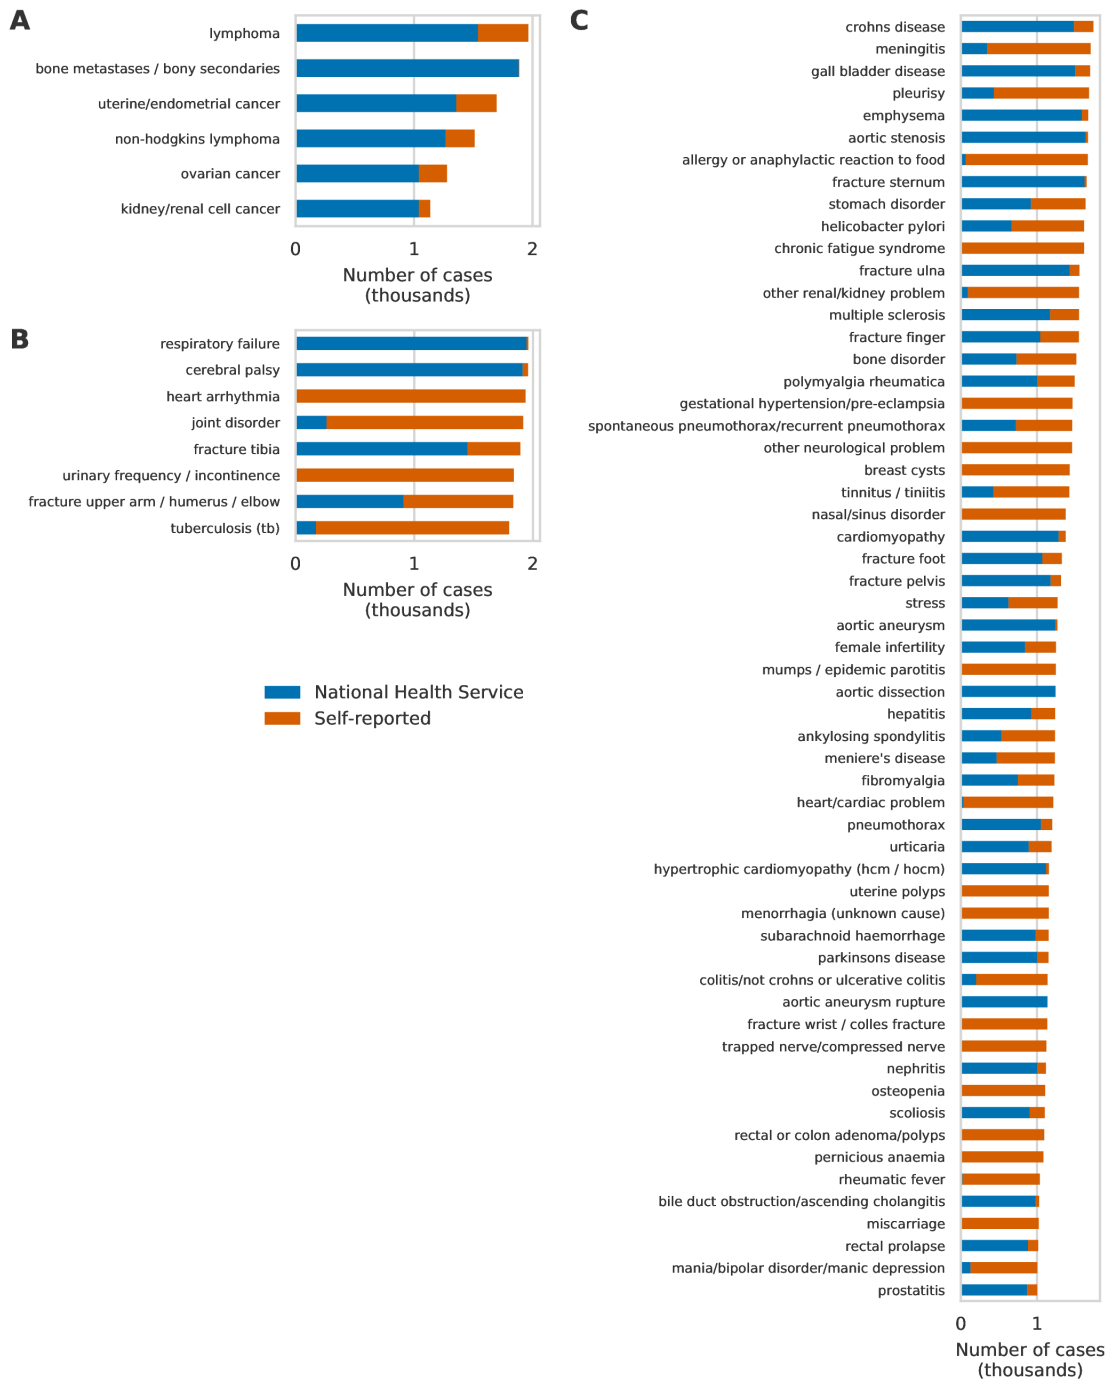 A
lymphoma
bone metastases / bony secondaries
uterine/endometrial cancer
non-hodgkins lymphoma
ovarian cancer
kidney/renal cell cancer
0 1 2
Number of cases
(thousands)
B
respiratory failure
cerebral palsy
heart arrhythmia
joint disorder
fracture tibia
urinary frequency / incontinence
fracture upper arm / humerus / elbow
tuberculosis (tb)
0 1 2
Number of cases
(thousands)
National Health Service
Self-reported
C
crohns disease
meningitis
gall bladder disease
pleurisy
emphysema
aortic stenosis
allergy or anaphylactic reaction to food
fracture sternum
stomach disorder
helicobacter pylori
chronic fatigue syndrome
fracture ulna
other renal/kidney problem
multiple sclerosis
fracture finger
bone disorder
polymyalgia rheumatica
gestational hypertension/pre-eclampsia
spontaneous pneumothorax/recurrent pneumothorax
other neurological problem
breast cysts
tinnitus / tiniitis
nasal/sinus disorder
cardiomyopathy
fracture foot
fracture pelvis
stress
aortic aneurysm
female infertility
mumps / epidemic parotitis
aortic dissection
hepatitis
ankylosing spondylitis
meniere's disease
fibromyalgia
heart/cardiac problem
pneumothorax
urticaria
hypertrophic cardiomyopathy (hcm / hocm)
uterine polyps
menorrhagia (unknown cause)
subarachnoid haemorrhage
parkinsons disease
colitis/not crohns or ulcerative colitis
aortic aneurysm rupture
fracture wrist / colles fracture
trapped nerve/compressed nerve
nephritis
osteopenia
scoliosis
rectal or colon adenoma/polyps
pernicious anaemia
rheumatic fever
bile duct obstruction/ascending cholangitis
miscarriage
rectal prolapse
mania/bipolar disorder/manic depression
prostatitis
0 1
Number of cases
(thousands)